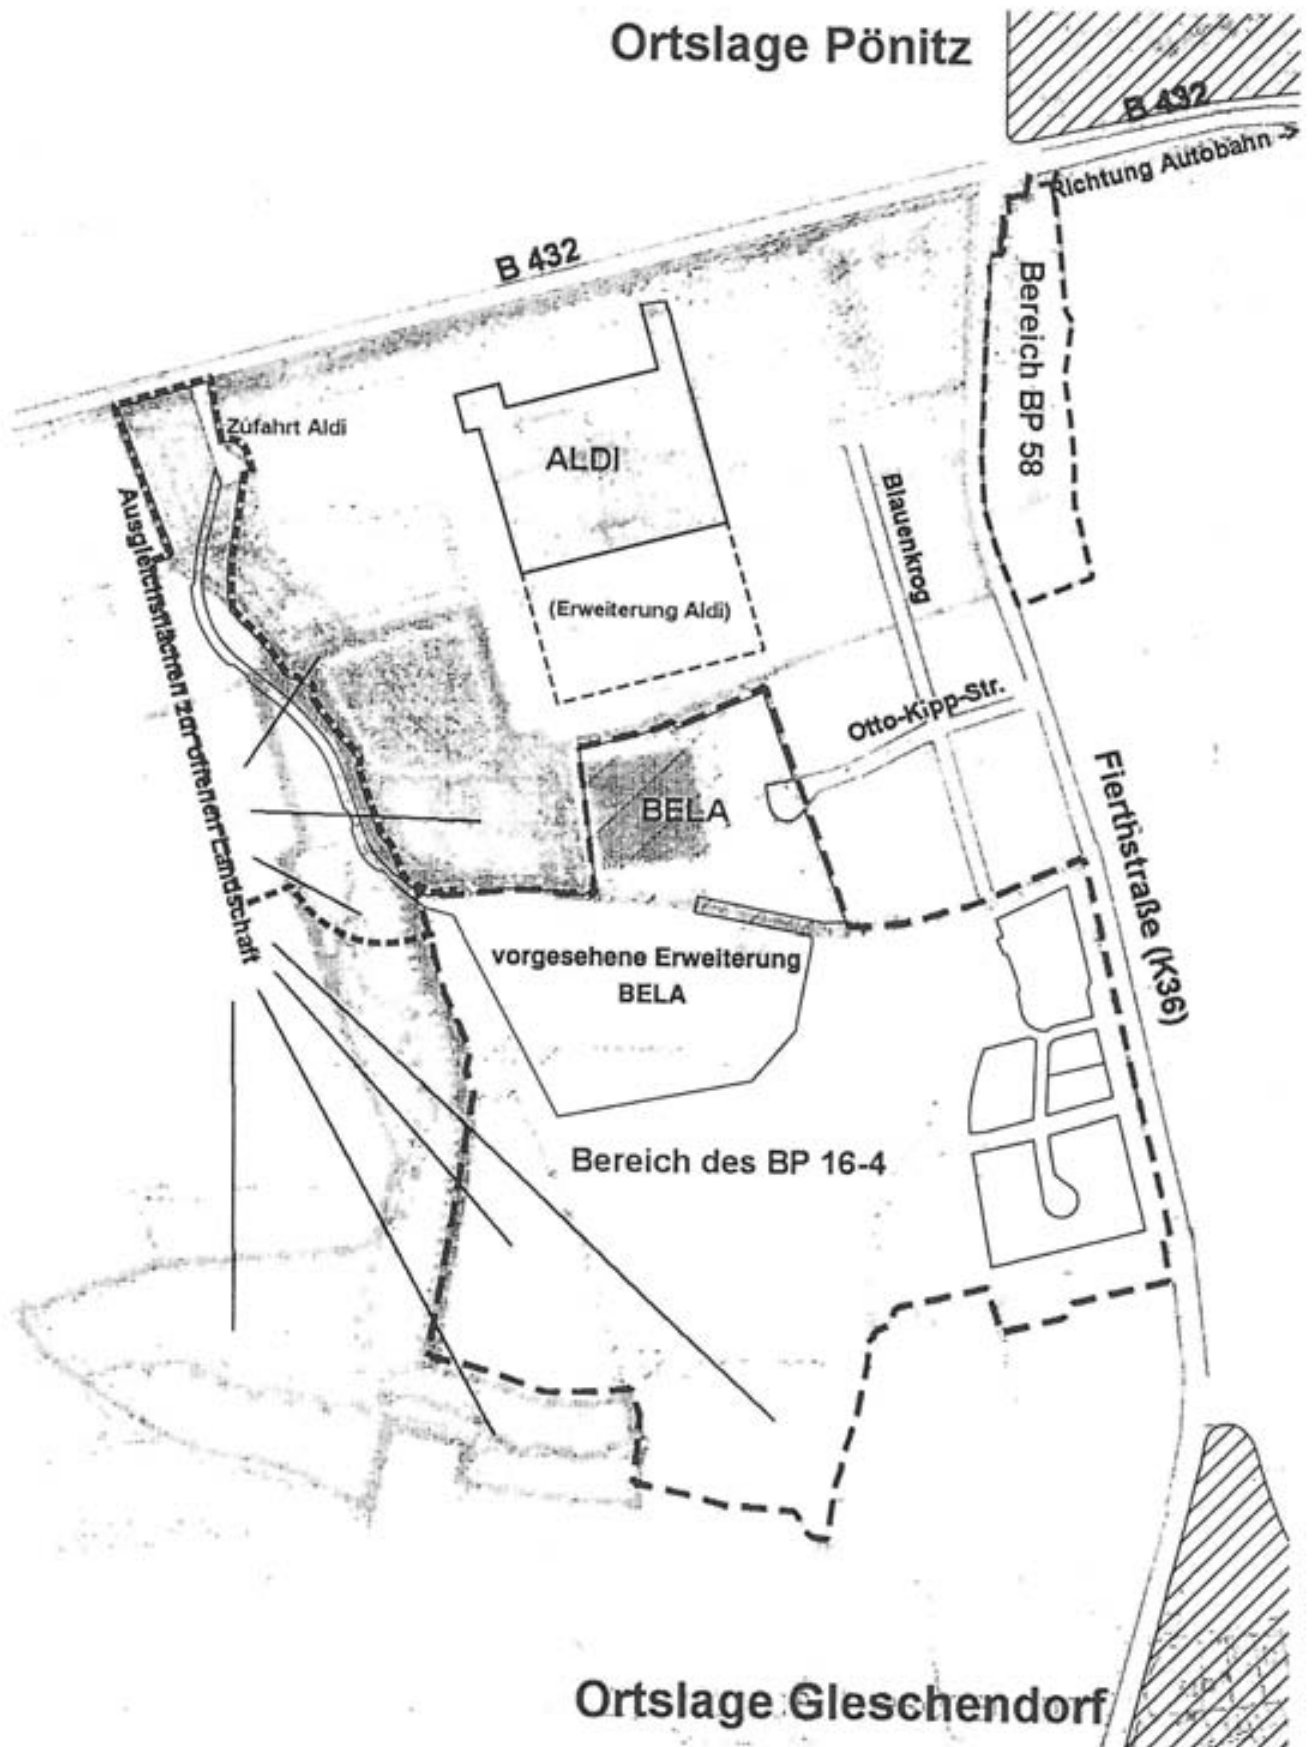 Ortslage Pönitz
B 432
Richtung Autobahn ->
B 432
Bereich BP 58
Zufahrt Aldi
ALDI
Blauenkrog
Ausgleichsflächen zur offenen Landschaft
(Erweiterung Aldi)
Otto-Kipp-Str.
BELA
Fierthstraße (K36)
vorgesehene Erweiterung
BELA
Bereich des BP 16-4
Ortslage Gleschendorf